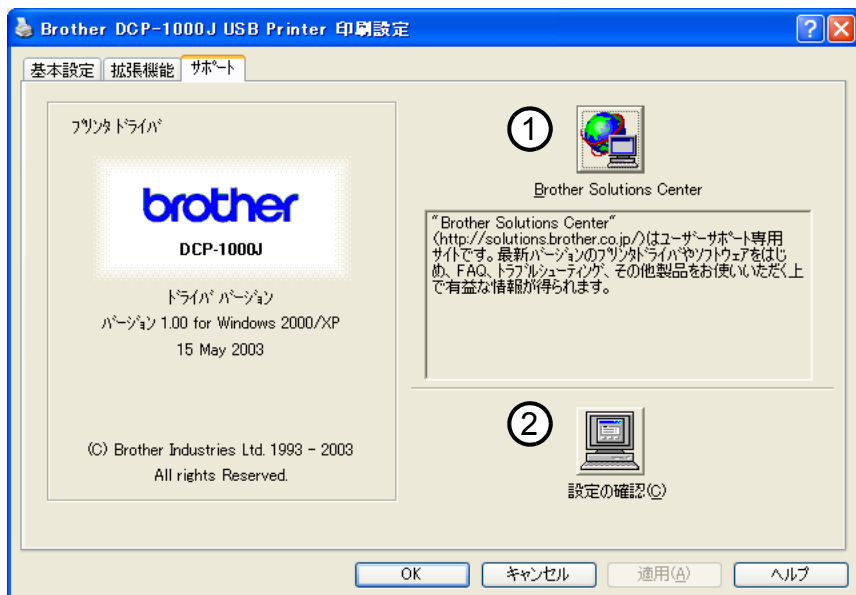 Brother DCP-1000J USB Printer 印刷設定
基本設定 拡張機能 ｻﾎﾟｰﾄ
ﾌﾟﾘﾝﾀ ﾄﾞﾗｲﾊﾞ
brother
DCP-1000J
ﾄﾞﾗｲﾊﾞ ﾊﾞｰｼﾞｮﾝ
ﾊﾞｰｼﾞｮﾝ 1.00 for Windows 2000/XP
15 May 2003
(C) Brother Industries Ltd. 1993 - 2003
All rights Reserved.
1
Brother Solutions Center
"Brother Solutions Center"
(http://solutions.brother.co.jp/)はﾕｰｻﾞｰｻﾎﾟｰﾄ専用
ｻｲﾄです。最新ﾊﾞｰｼﾞｮﾝのﾌﾟﾘﾝﾀﾄﾞﾗｲﾊﾞやｿﾌﾄｳｪｱをはじ
め、FAQ、ﾄﾗﾌﾞﾙｼｭｰﾃｨﾝｸﾞ、その他製品をお使いいただく上
で有益な情報が得られます。
2
設定の確認(C)
OK キャンセル 適用(A) ヘルプ